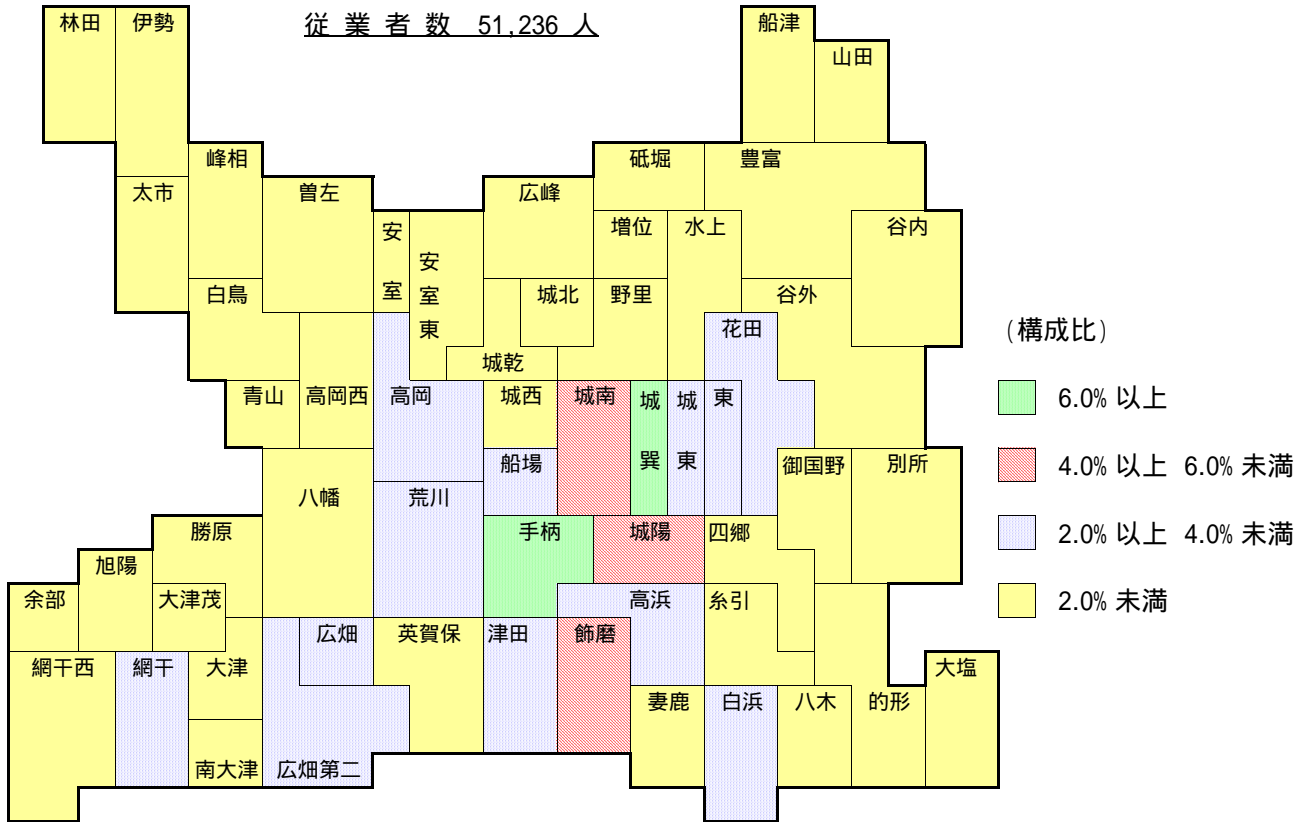 従業者数 51,236 人
林田
伊勢
船津
山田
峰相
砥堀
豊富
太市
曽左
広峰
増位
水上
谷内
安室
安室東
白鳥
城北
野里
谷外
花田
城乾
青山
高岡西
高岡
城西
城南
城巽
城東
東
船場
御国野
別所
八幡
荒川
勝原
手柄
城陽
四郷
旭陽
余部
大津茂
高浜
糸引
広畑
英賀保
津田
飾磨
網干西
網干
大津
大塩
妻鹿
白浜
八木
的形
南大津
広畑第二
(構成比)
6.0% 以上
4.0% 以上 6.0% 未満
2.0% 以上 4.0% 未満
2.0% 未満